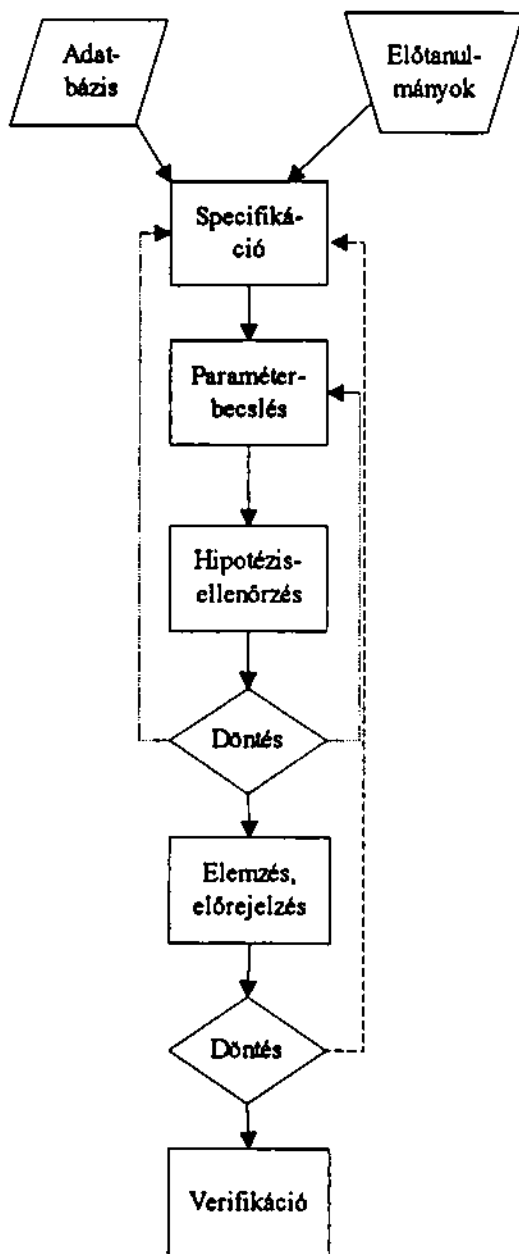 Adat-
bázis
Előtanul-
mányok
Specifiká-
ció
Paraméter-
becslés
Hipotézis-
ellenőrzés
Döntés
Elemzés,
előrejelzés
Döntés
Verifikáció